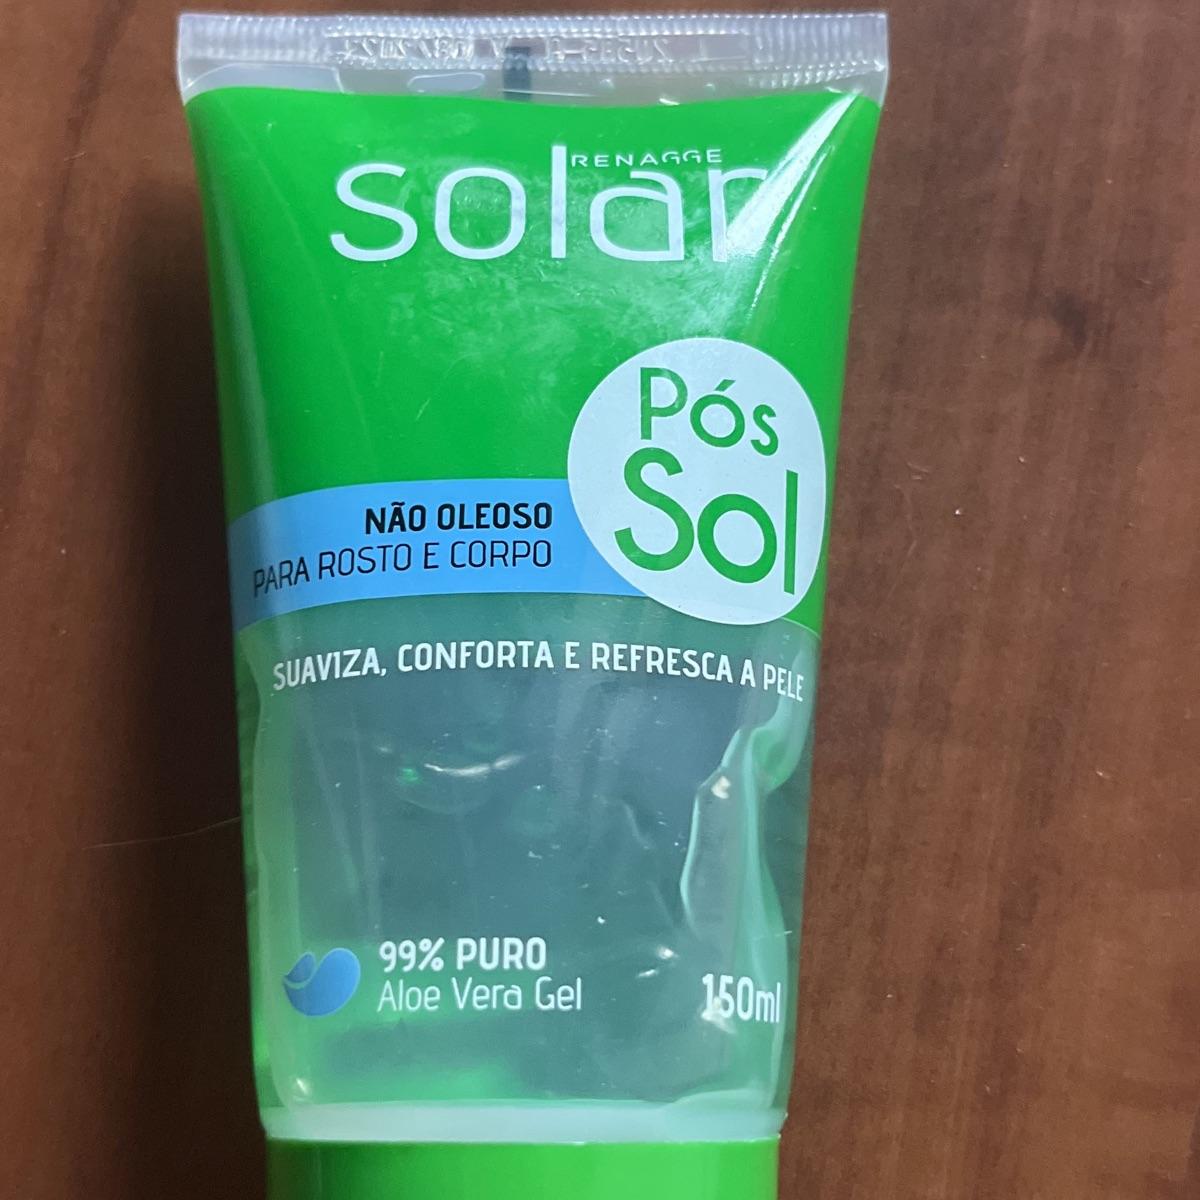 RENAGGE
solar
Pós
Sol
NÃO OLEOSO
PARA ROSTO E CORPO
SUAVIZA, CONFORTA E REFRESCA A PELE
99% PURO
Aloe Vera Gel
150ml